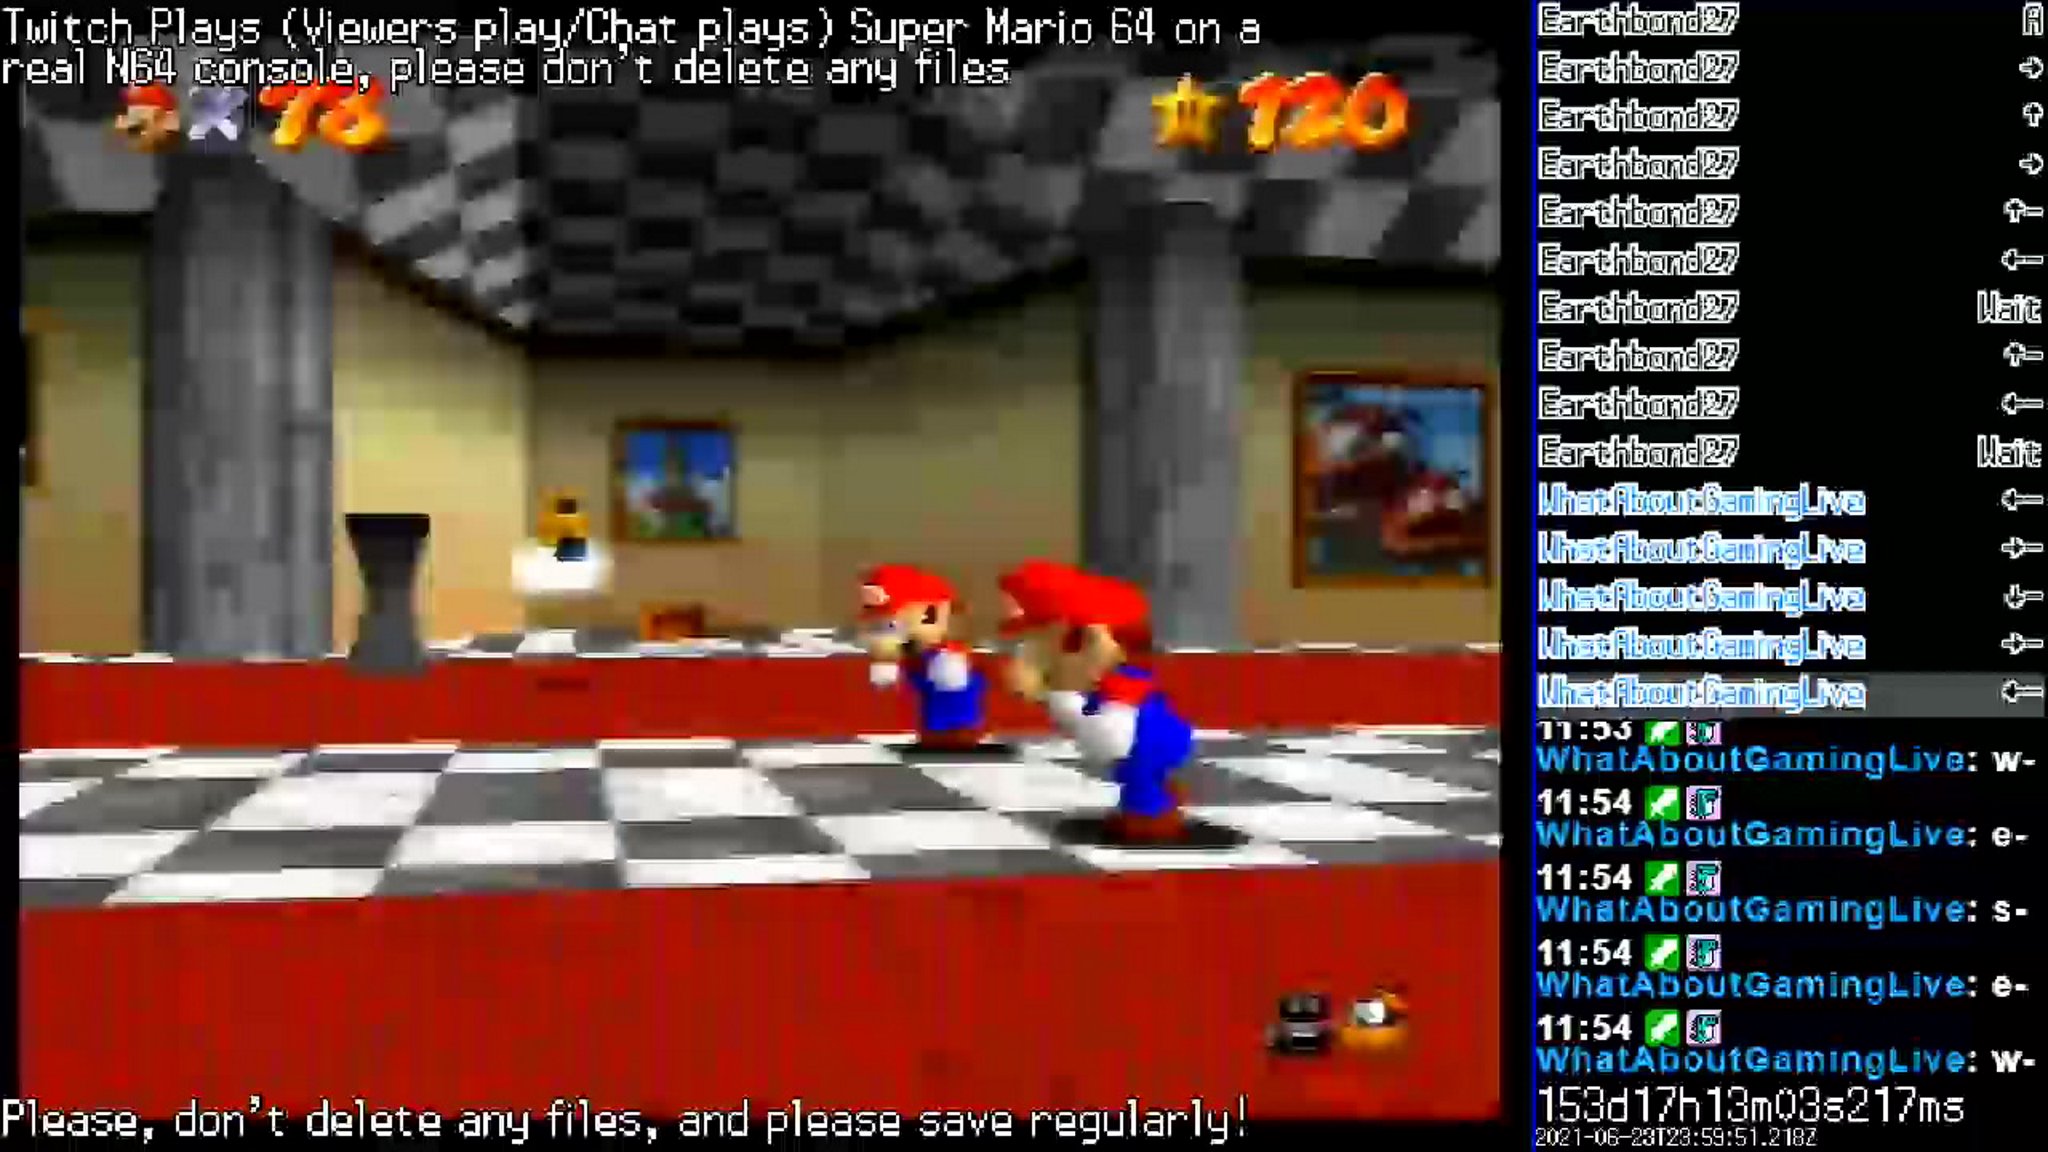 Twitch Plays (Viewers play/Chat plays) Super Mario 64 on a
real N64 console, please don't delete any files
78
120
Earthbond27 A
Earthbond27
Earthbond27
Earthbond27
Earthbond27
Earthbond27
Earthbond27 Wait
Earthbond27
Earthbond27
Earthbond27 Wait
WhatAboutGamingLive
WhatAboutGamingLive
WhatAboutGamingLive
WhatAboutGamingLive
WhatAboutGamingLive
11:53
WhatAboutGamingLive: w-
11:54
WhatAboutGamingLive: e-
11:54
WhatAboutGamingLive: s-
11:54
WhatAboutGamingLive: e-
11:54
WhatAboutGamingLive: w-
153d17h13m03s217ms
2021-06-23T23:59:51.218Z
Please, don't delete any files, and please save regularly!